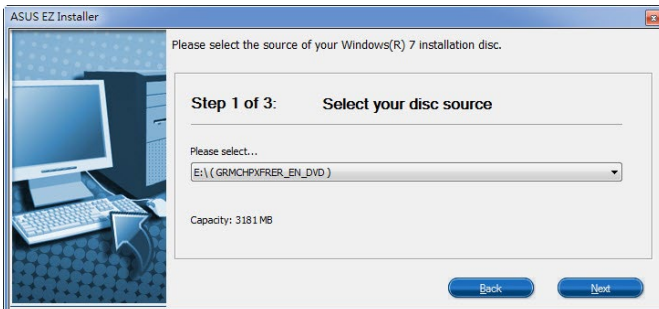 ASUS EZ Installer
Please select the source of your Windows(R) 7 installation disc.
Step 1 of 3: Select your disc source
Please select...
E:\ ( GRMCHPXFRER_EN_DVD )
Capacity: 3181 MB
Back Next